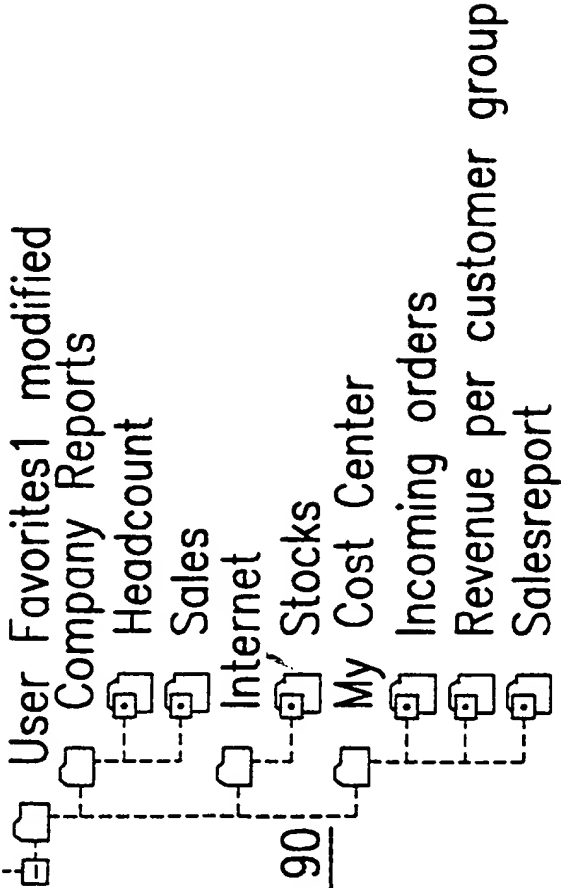 User Favorites1 modified
Company Reports
Headcount
Sales
Internet
Stocks
My Cost Center
Incoming orders
Revenue per customer group
Salesreport
90